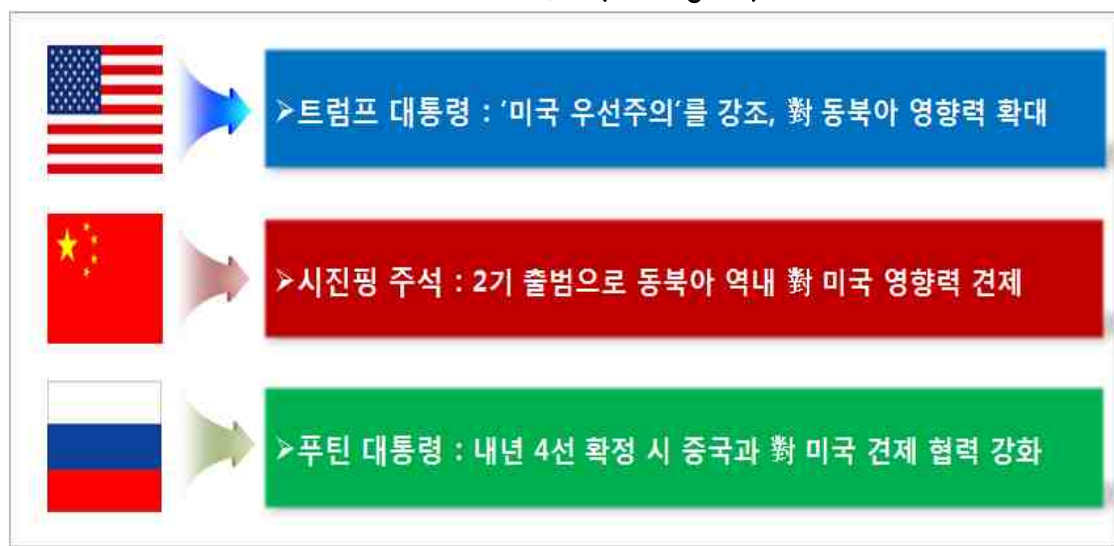 ➢트럼프 대통령 : ‘미국 우선주의’를 강조, 對 동북아 영향력 확대
➢시진핑 주석 : 2기 출범으로 동북아 역내 對 미국 영향력 견제
➢푸틴 대통령 : 내년 4선 확정 시 중국과 對 미국 견제 협력 강화